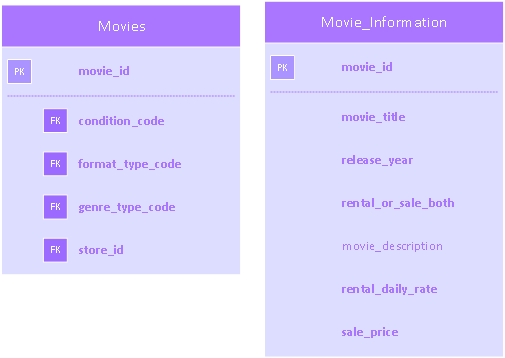 Movies
PK movie_id
FK condition_code
FK format_type_code
FK genre_type_code
FK store_id
Movie_Information
PK movie_id
movie_title
release_year
rental_or_sale_both
movie_description
rental_daily_rate
sale_price